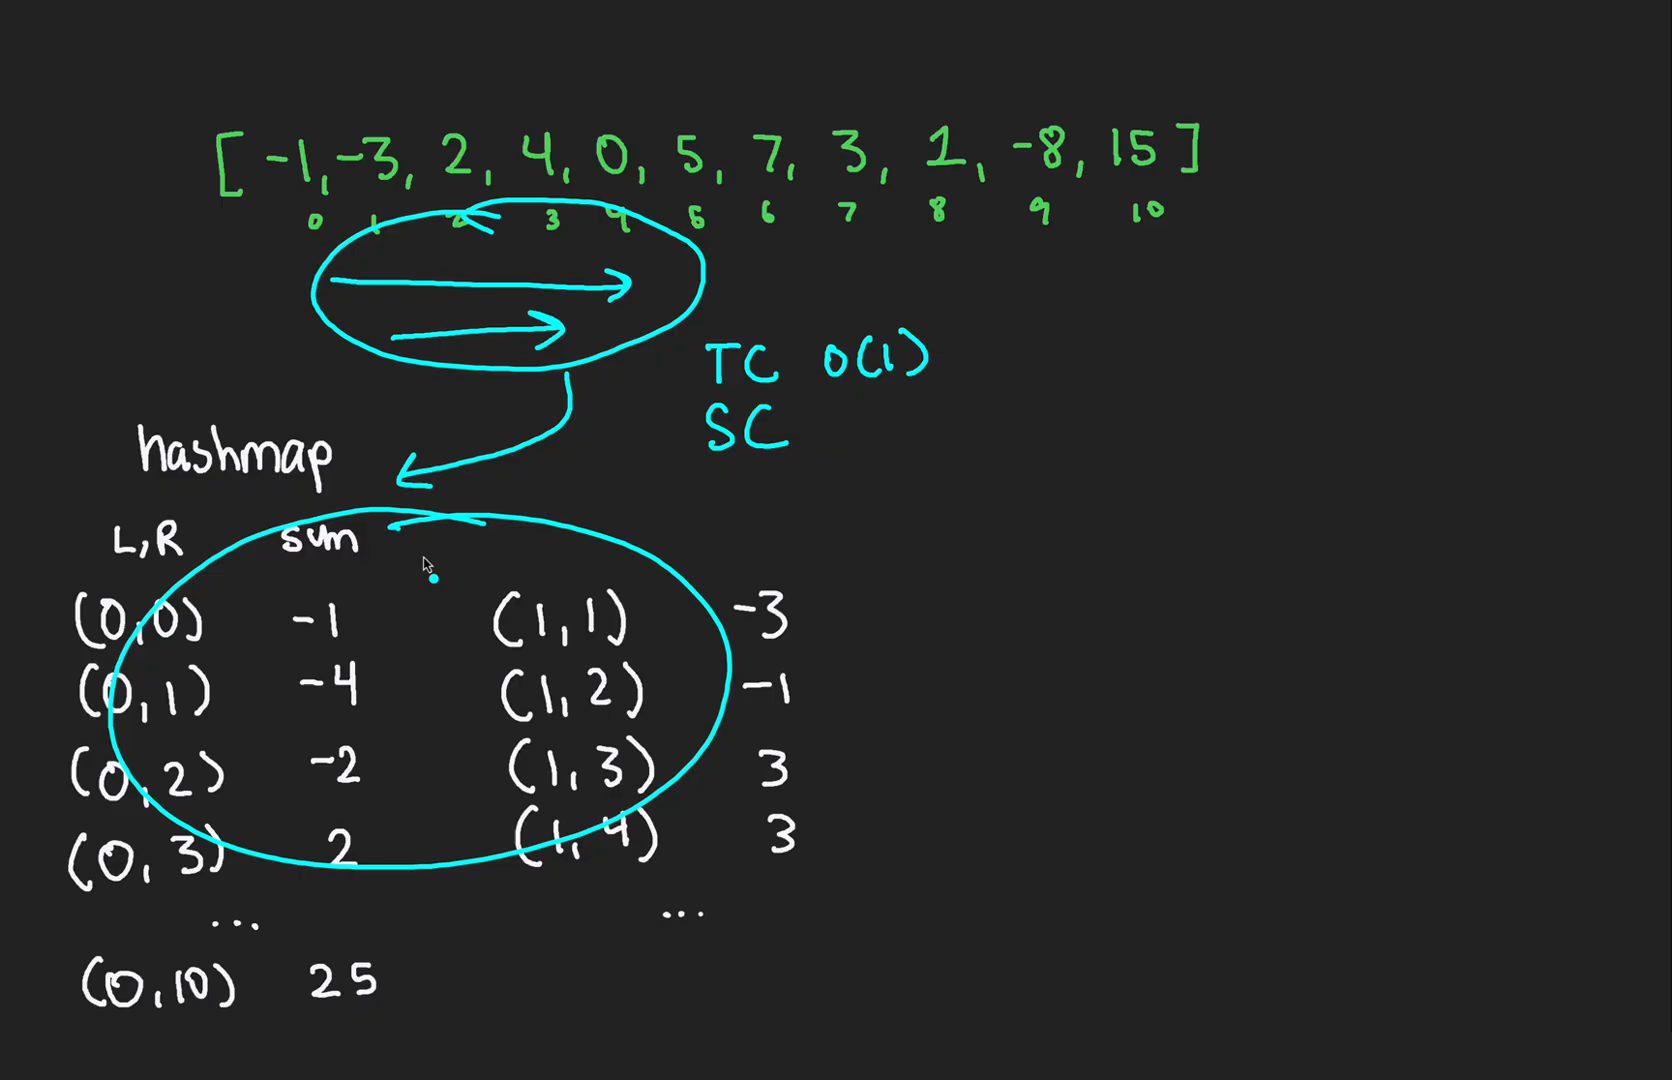 [ -1, -3, 2, 4, 0, 5, 7, 3, 1, -8, 15 ]
0 1 2 3 4 5 6 7 8 9 10
TC O(1)
SC
hashmap
L,R sum
(0,0) -1 (1,1) -3
(0,1) -4 (1,2) -1
(0,2) -2 (1,3) 3
(0,3) 2 (1,4) 3
... ...
(0,10) 25